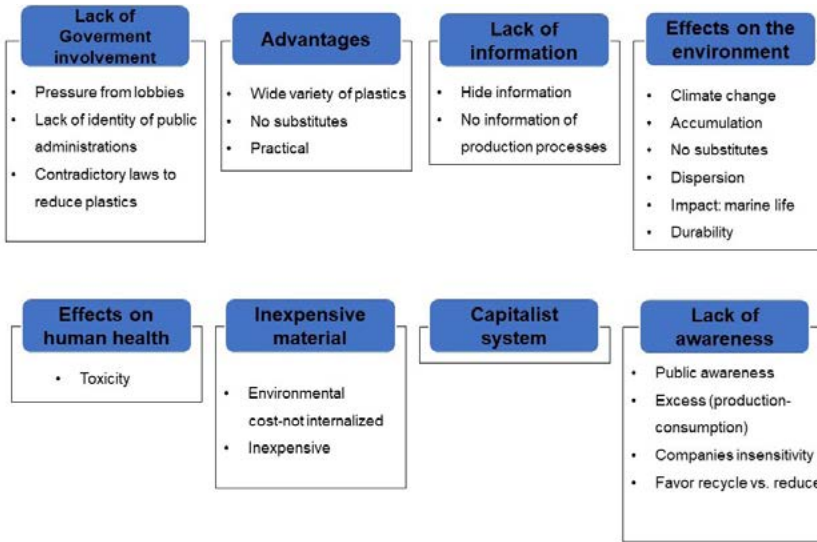 Lack of
Goverment
involvement
• Pressure from lobbies
• Lack of identity of public
administrations
• Contradictory laws to
reduce plastics
Advantages
• Wide variety of plastics
• No substitutes
• Practical
Lack of
information
• Hide information
• No information of
production processes
Effects on the
environment
• Climate change
• Accumulation
• No substitutes
• Dispersion
• Impact: marine life
• Durability
Effects on
human health
• Toxicity
Inexpensive
material
• Environmental
cost-not internalized
• Inexpensive
Capitalist
system
Lack of
awareness
• Public awareness
• Excess (production-
consumption)
• Companies insensitivity
• Favor recycle vs. reduce